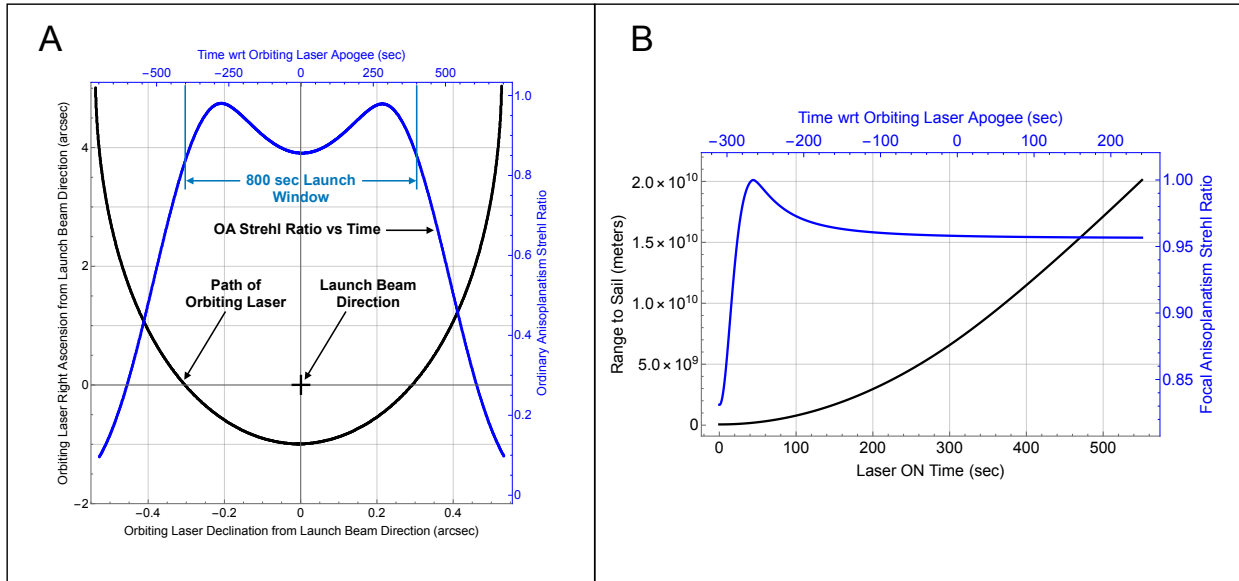 A
Time wrt Orbiting Laser Apogee (sec)
−500 −250 0 250 500
Orbiting Laser Right Ascension from Launch Beam Direction (arcsec)
4
2
0
−2
1.0
0.8
0.6
0.4
0.2
0
Ordinary Anisoplanatism Strehl Ratio
800 sec Launch
Window
OA Strehl Ratio vs Time
Path of
Orbiting Laser
Launch Beam
Direction
−0.4 −0.2 0.0 0.2 0.4
Orbiting Laser Declination from Launch Beam Direction (arcsec)
B
Time wrt Orbiting Laser Apogee (sec)
−300 −200 −100 0 100 200
Range to Sail (meters)
2.0 × 10¹⁰
1.5 × 10¹⁰
1.0 × 10¹⁰
5.0 × 10⁹
0
1.00
0.95
0.90
0.85
Focal Anisoplanatism Strehl Ratio
0 100 200 300 400 500
Laser ON Time (sec)